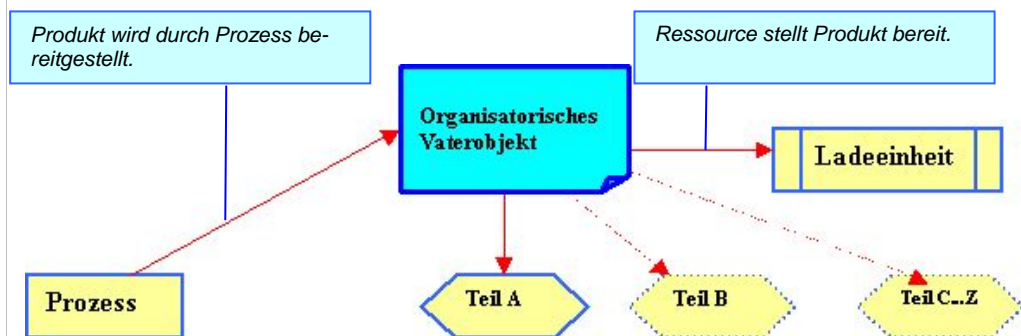 Produkt wird durch Prozess be-
reitgestellt.
Ressource stellt Produkt bereit.
Organisatorisches
Vaterobjekt
Ladeeinheit
Prozess
Teil A
Teil B
Teil C...Z